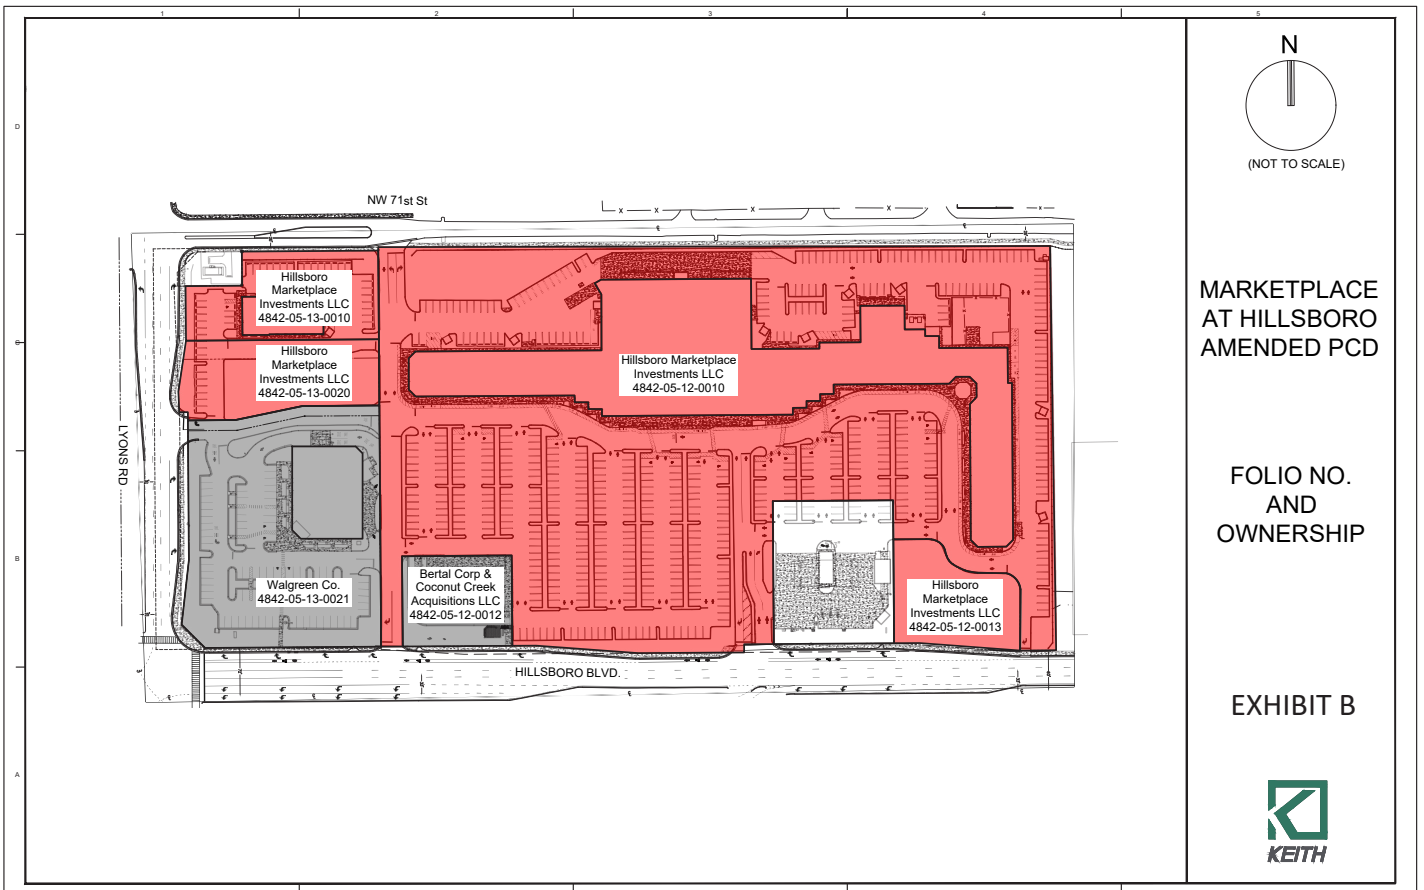 1 2 3 4 5
D
C
B
A
NW 71st St
LYONS RD
Hillsboro
Marketplace
Investments LLC
4842-05-13-0010
Hillsboro
Marketplace
Investments LLC
4842-05-13-0020
Hillsboro Marketplace
Investments LLC
4842-05-12-0010
Walgreen Co.
4842-05-13-0021
Bertal Corp &
Coconut Creek
Acquisitions LLC
4842-05-12-0012
Hillsboro
Marketplace
Investments LLC
4842-05-12-0013
HILLSBORO BLVD.
N
(NOT TO SCALE)
MARKETPLACE
AT HILLSBORO
AMENDED PCD
FOLIO NO.
AND
OWNERSHIP
EXHIBIT B
KEITH